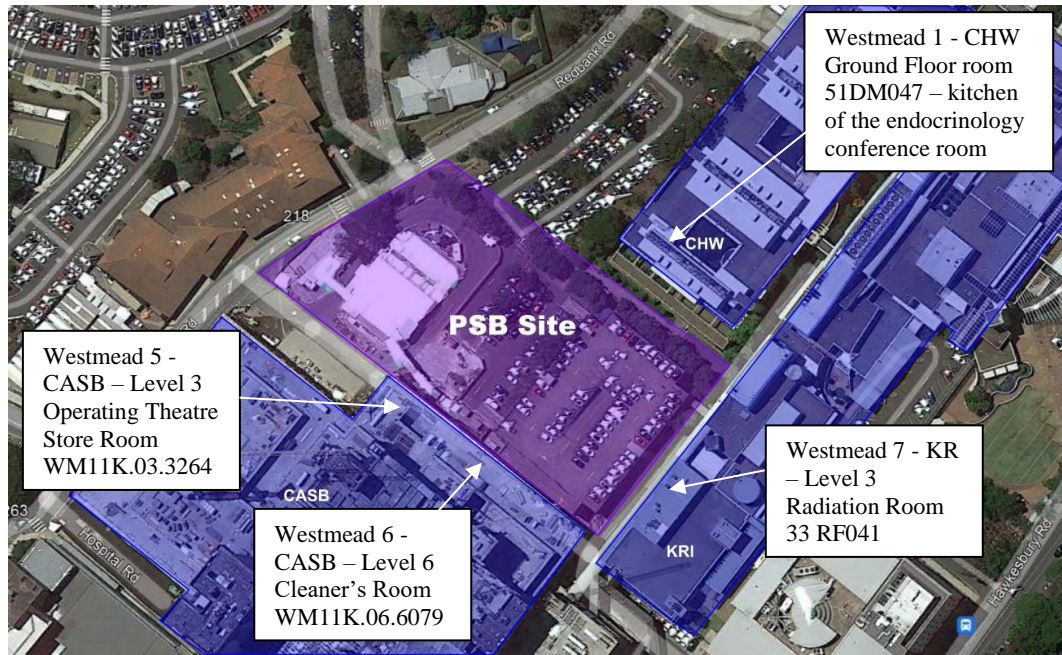 Westmead 1 - CHW
Ground Floor room
51DM047 – kitchen
of the endocrinology
conference room
Redbank Rd
218
CHW
PSB Site
Rd
Westmead 5 -
CASB – Level 3
Operating Theatre
Store Room
WM11K.03.3264
Westmead 7 - KR
– Level 3
Radiation Room
33 RF041
CASB
263
Hospital Rd
Westmead 6 -
CASB – Level 6
Cleaner's Room
WM11K.06.6079
KRI
Hawkesbury Rd